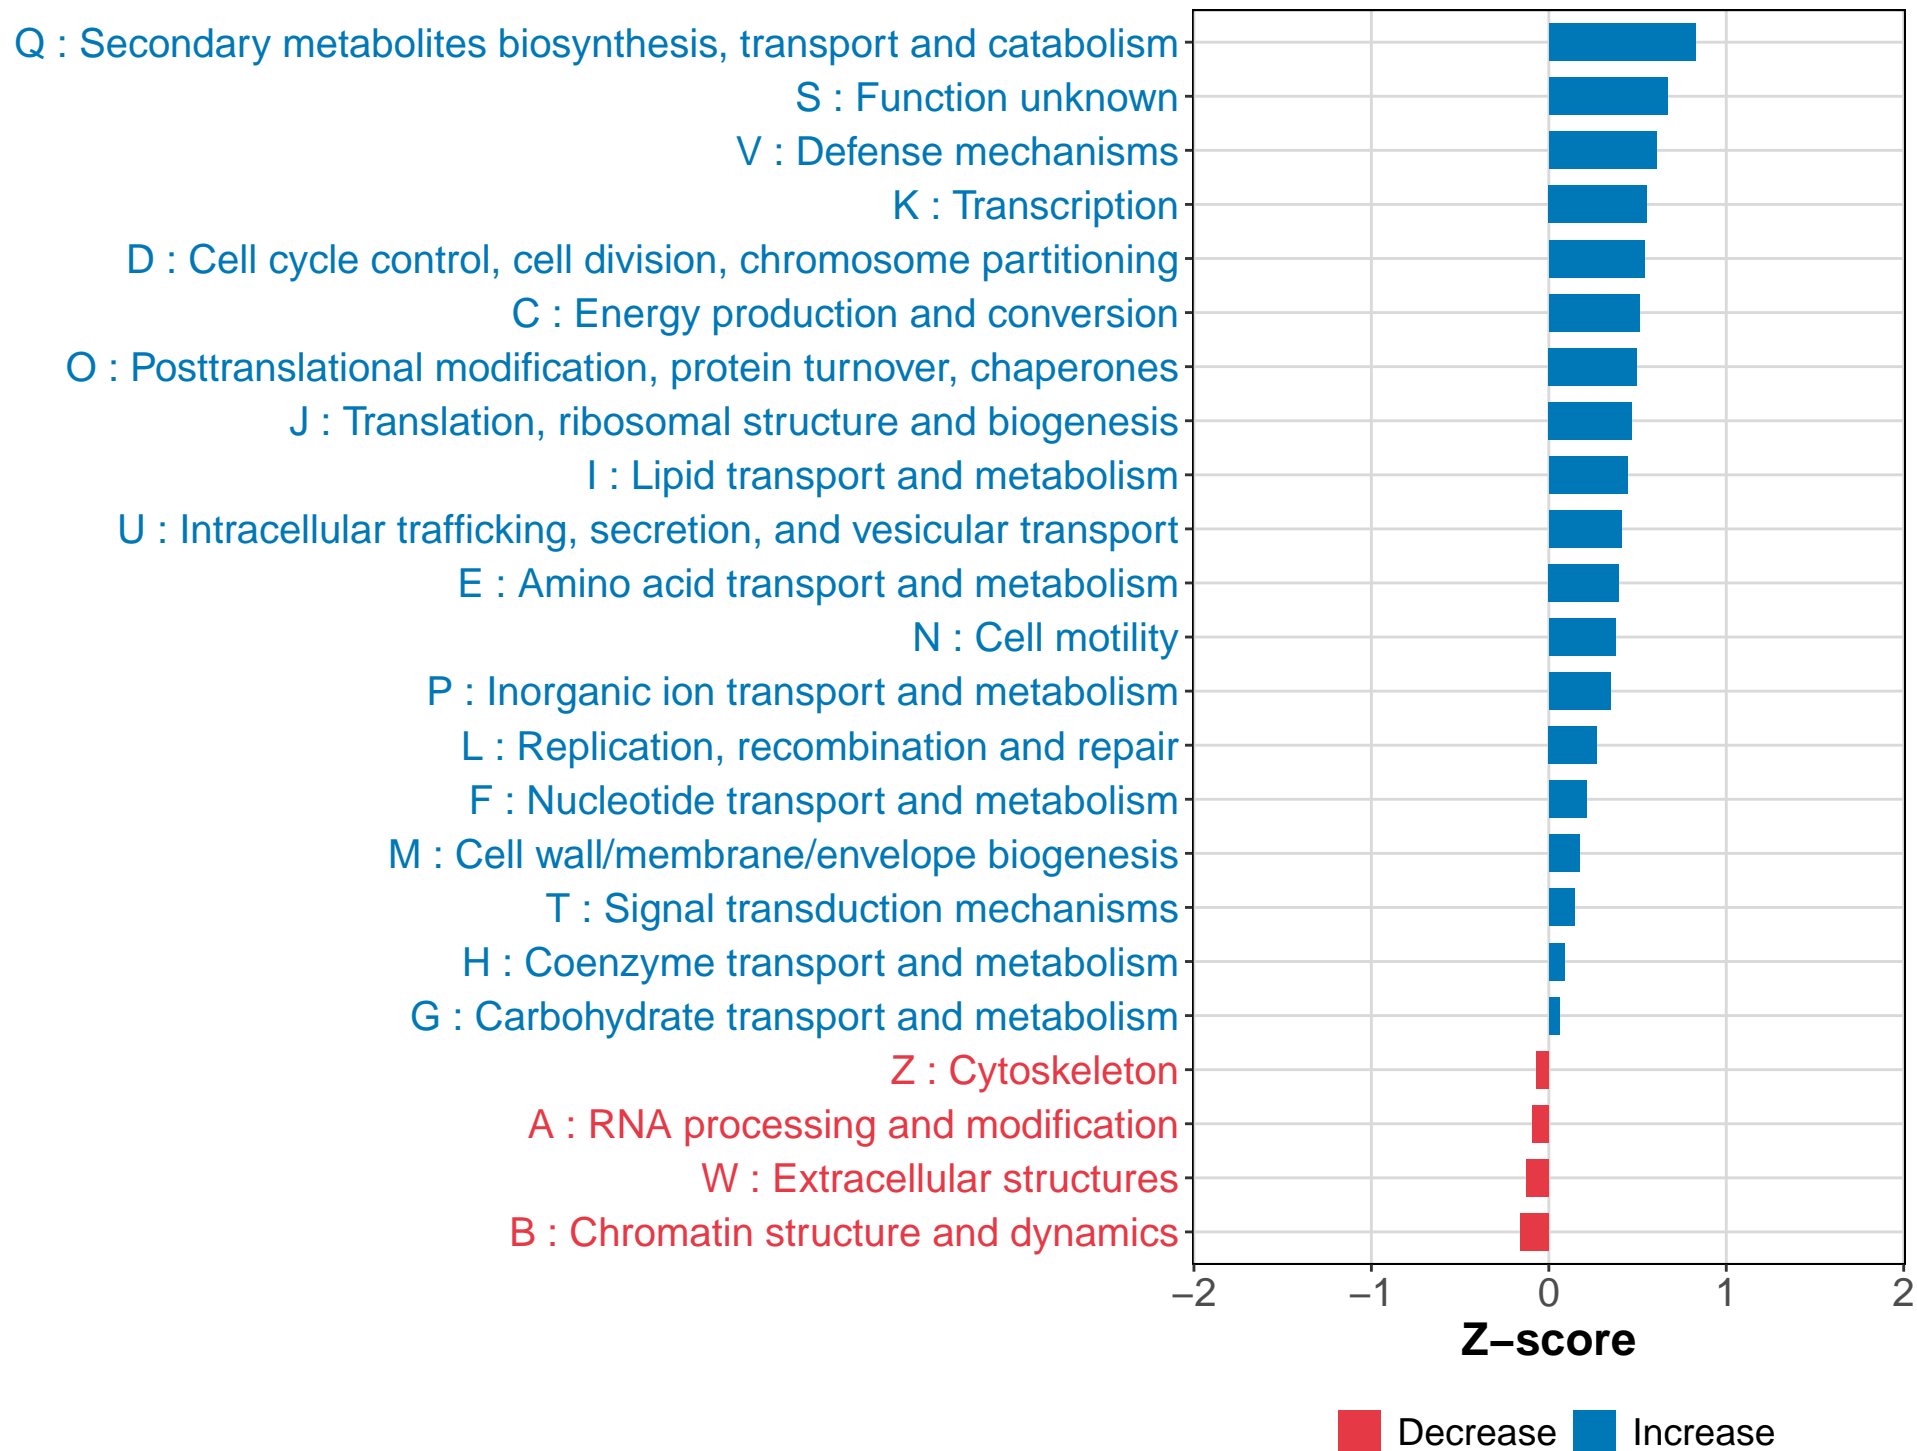 Q : Secondary metabolites biosynthesis, transport and catabolism
S : Function unknown
V : Defense mechanisms
K : Transcription
D : Cell cycle control, cell division, chromosome partitioning
C : Energy production and conversion
O : Posttranslational modification, protein turnover, chaperones
J : Translation, ribosomal structure and biogenesis
I : Lipid transport and metabolism
U : Intracellular trafficking, secretion, and vesicular transport
E : Amino acid transport and metabolism
N : Cell motility
P : Inorganic ion transport and metabolism
L : Replication, recombination and repair
F : Nucleotide transport and metabolism
M : Cell wall/membrane/envelope biogenesis
T : Signal transduction mechanisms
H : Coenzyme transport and metabolism
G : Carbohydrate transport and metabolism
Z : Cytoskeleton
A : RNA processing and modification
W : Extracellular structures
B : Chromatin structure and dynamics
−2 −1 0 1 2
Z−score
Decrease Increase